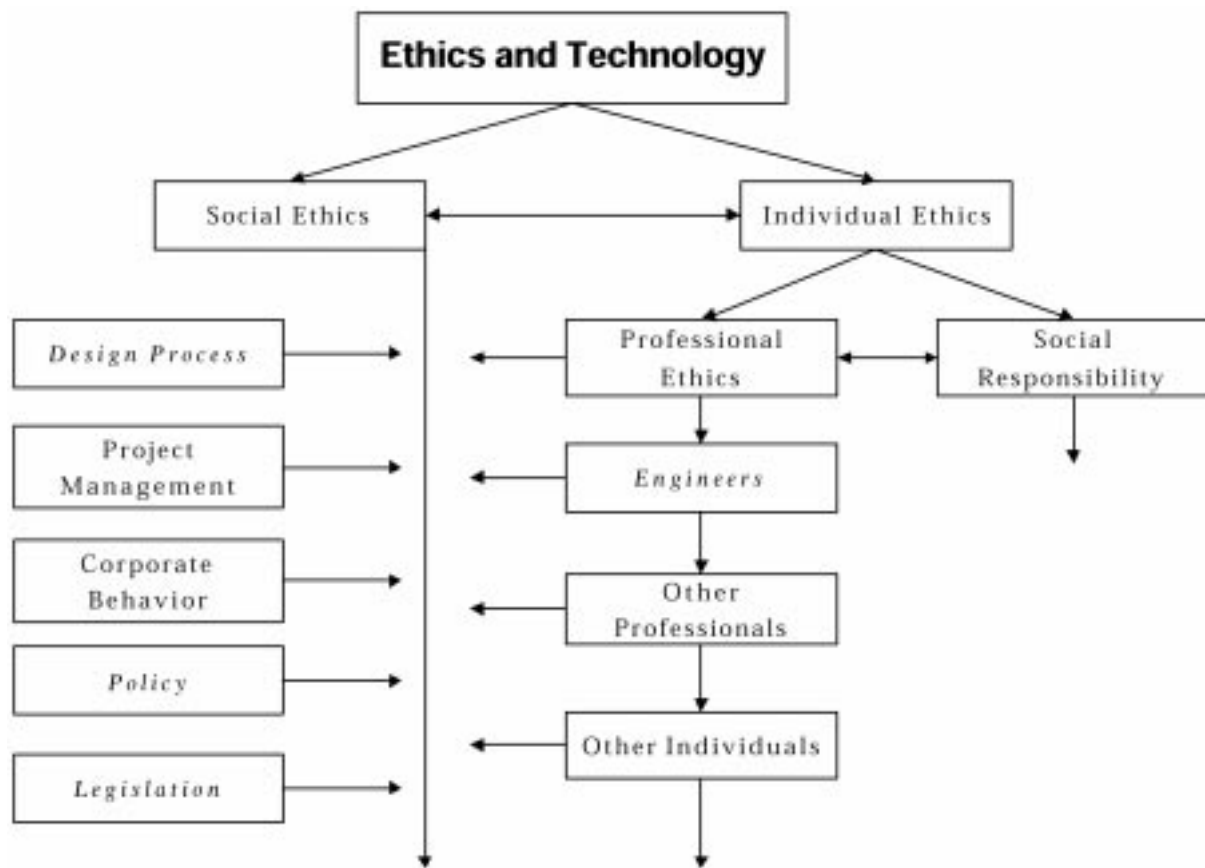 Ethics and Technology
Social Ethics
Individual Ethics
Design Process
Professional
Ethics
Social
Responsibility
Project
Management
Engineers
Corporate
Behavior
Other
Professionals
Policy
Other Individuals
Legislation